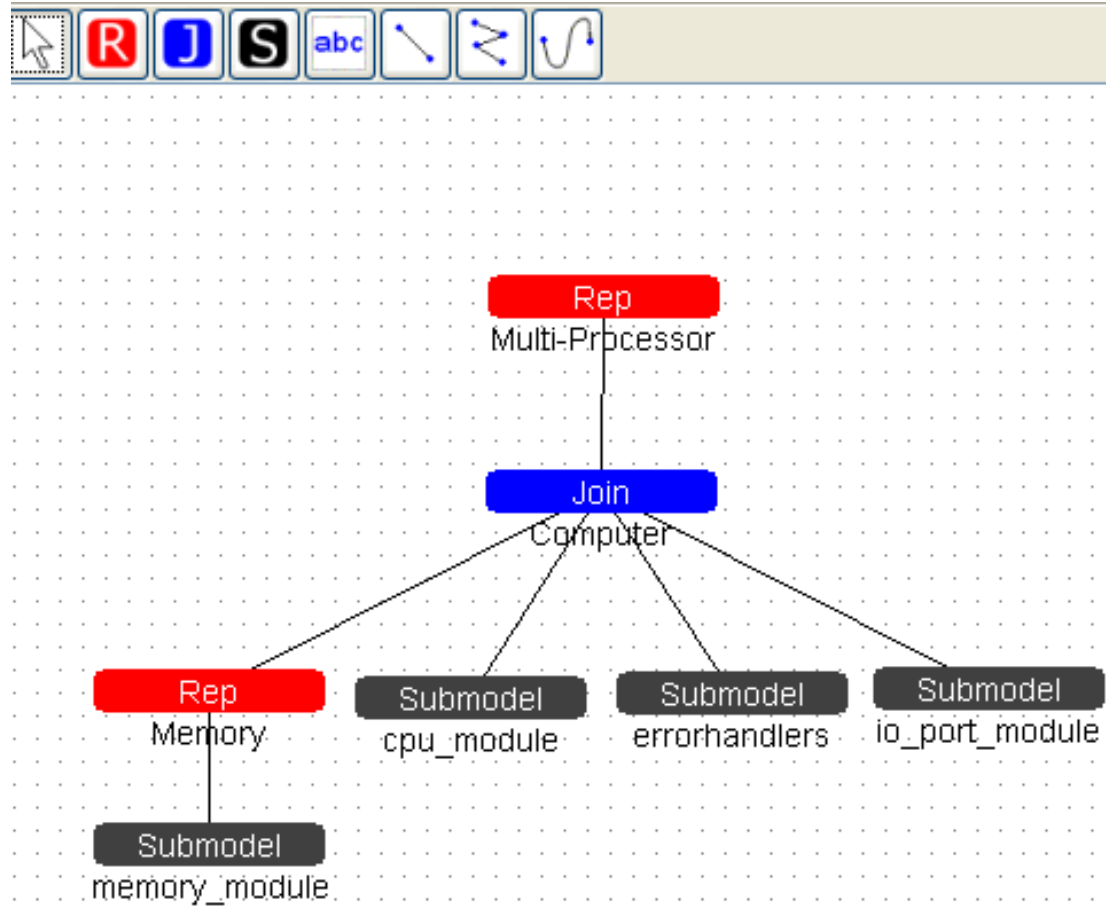 R J S abc
Rep
Multi-Processor
Join
Computer
Rep Submodel Submodel Submodel
Memory cpu_module errorhandlers io_port_module
Submodel
memory_module